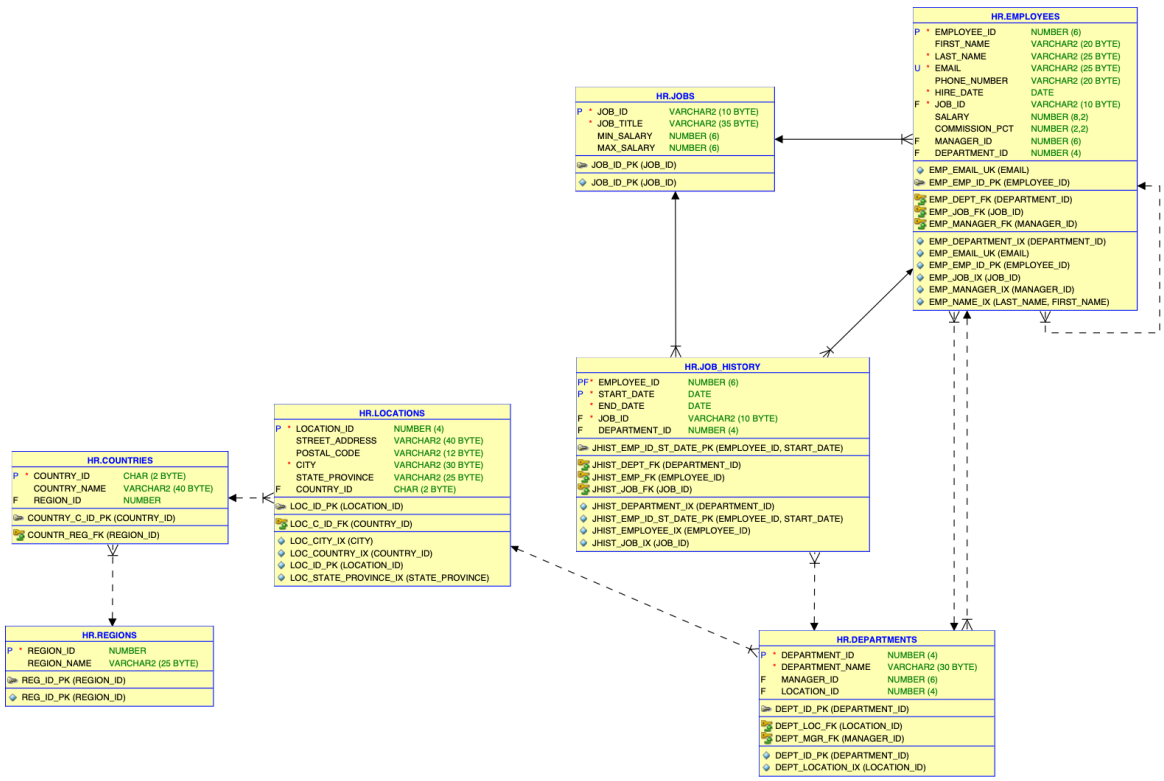 HR.EMPLOYEES
P * EMPLOYEE_ID NUMBER (6)
FIRST_NAME VARCHAR2 (20 BYTE)
* LAST_NAME VARCHAR2 (25 BYTE)
U * EMAIL VARCHAR2 (25 BYTE)
PHONE_NUMBER VARCHAR2 (20 BYTE)
* HIRE_DATE DATE
F * JOB_ID VARCHAR2 (10 BYTE)
SALARY NUMBER (8,2)
COMMISSION_PCT NUMBER (2,2)
F MANAGER_ID NUMBER (6)
F DEPARTMENT_ID NUMBER (4)
EMP_EMAIL_UK (EMAIL)
EMP_EMP_ID_PK (EMPLOYEE_ID)
EMP_DEPT_FK (DEPARTMENT_ID)
EMP_JOB_FK (JOB_ID)
EMP_MANAGER_FK (MANAGER_ID)
EMP_DEPARTMENT_IX (DEPARTMENT_ID)
EMP_EMAIL_UK (EMAIL)
EMP_EMP_ID_PK (EMPLOYEE_ID)
EMP_JOB_IX (JOB_ID)
EMP_MANAGER_IX (MANAGER_ID)
EMP_NAME_IX (LAST_NAME, FIRST_NAME)
HR.JOBS
P * JOB_ID VARCHAR2 (10 BYTE)
* JOB_TITLE VARCHAR2 (35 BYTE)
MIN_SALARY NUMBER (6)
MAX_SALARY NUMBER (6)
JOB_ID_PK (JOB_ID)
JOB_ID_PK (JOB_ID)
HR.JOB_HISTORY
PF* EMPLOYEE_ID NUMBER (6)
P * START_DATE DATE
* END_DATE DATE
F * JOB_ID VARCHAR2 (10 BYTE)
F DEPARTMENT_ID NUMBER (4)
JHIST_EMP_ID_ST_DATE_PK (EMPLOYEE_ID, START_DATE)
JHIST_DEPT_FK (DEPARTMENT_ID)
JHIST_EMP_FK (EMPLOYEE_ID)
JHIST_JOB_FK (JOB_ID)
JHIST_DEPARTMENT_IX (DEPARTMENT_ID)
JHIST_EMP_ID_ST_DATE_PK (EMPLOYEE_ID, START_DATE)
JHIST_EMPLOYEE_IX (EMPLOYEE_ID)
JHIST_JOB_IX (JOB_ID)
HR.LOCATIONS
P * LOCATION_ID NUMBER (4)
STREET_ADDRESS VARCHAR2 (40 BYTE)
POSTAL_CODE VARCHAR2 (12 BYTE)
* CITY VARCHAR2 (30 BYTE)
STATE_PROVINCE VARCHAR2 (25 BYTE)
F COUNTRY_ID CHAR (2 BYTE)
LOC_ID_PK (LOCATION_ID)
LOC_C_ID_FK (COUNTRY_ID)
LOC_CITY_IX (CITY)
LOC_COUNTRY_IX (COUNTRY_ID)
LOC_ID_PK (LOCATION_ID)
LOC_STATE_PROVINCE_IX (STATE_PROVINCE)
HR.COUNTRIES
P * COUNTRY_ID CHAR (2 BYTE)
COUNTRY_NAME VARCHAR2 (40 BYTE)
F REGION_ID NUMBER
COUNTRY_C_ID_PK (COUNTRY_ID)
COUNTR_REG_FK (REGION_ID)
HR.REGIONS
P * REGION_ID NUMBER
REGION_NAME VARCHAR2 (25 BYTE)
REG_ID_PK (REGION_ID)
REG_ID_PK (REGION_ID)
HR.DEPARTMENTS
P * DEPARTMENT_ID NUMBER (4)
* DEPARTMENT_NAME VARCHAR2 (30 BYTE)
F MANAGER_ID NUMBER (6)
F LOCATION_ID NUMBER (4)
DEPT_ID_PK (DEPARTMENT_ID)
DEPT_LOC_FK (LOCATION_ID)
DEPT_MGR_FK (MANAGER_ID)
DEPT_ID_PK (DEPARTMENT_ID)
DEPT_LOCATION_IX (LOCATION_ID)